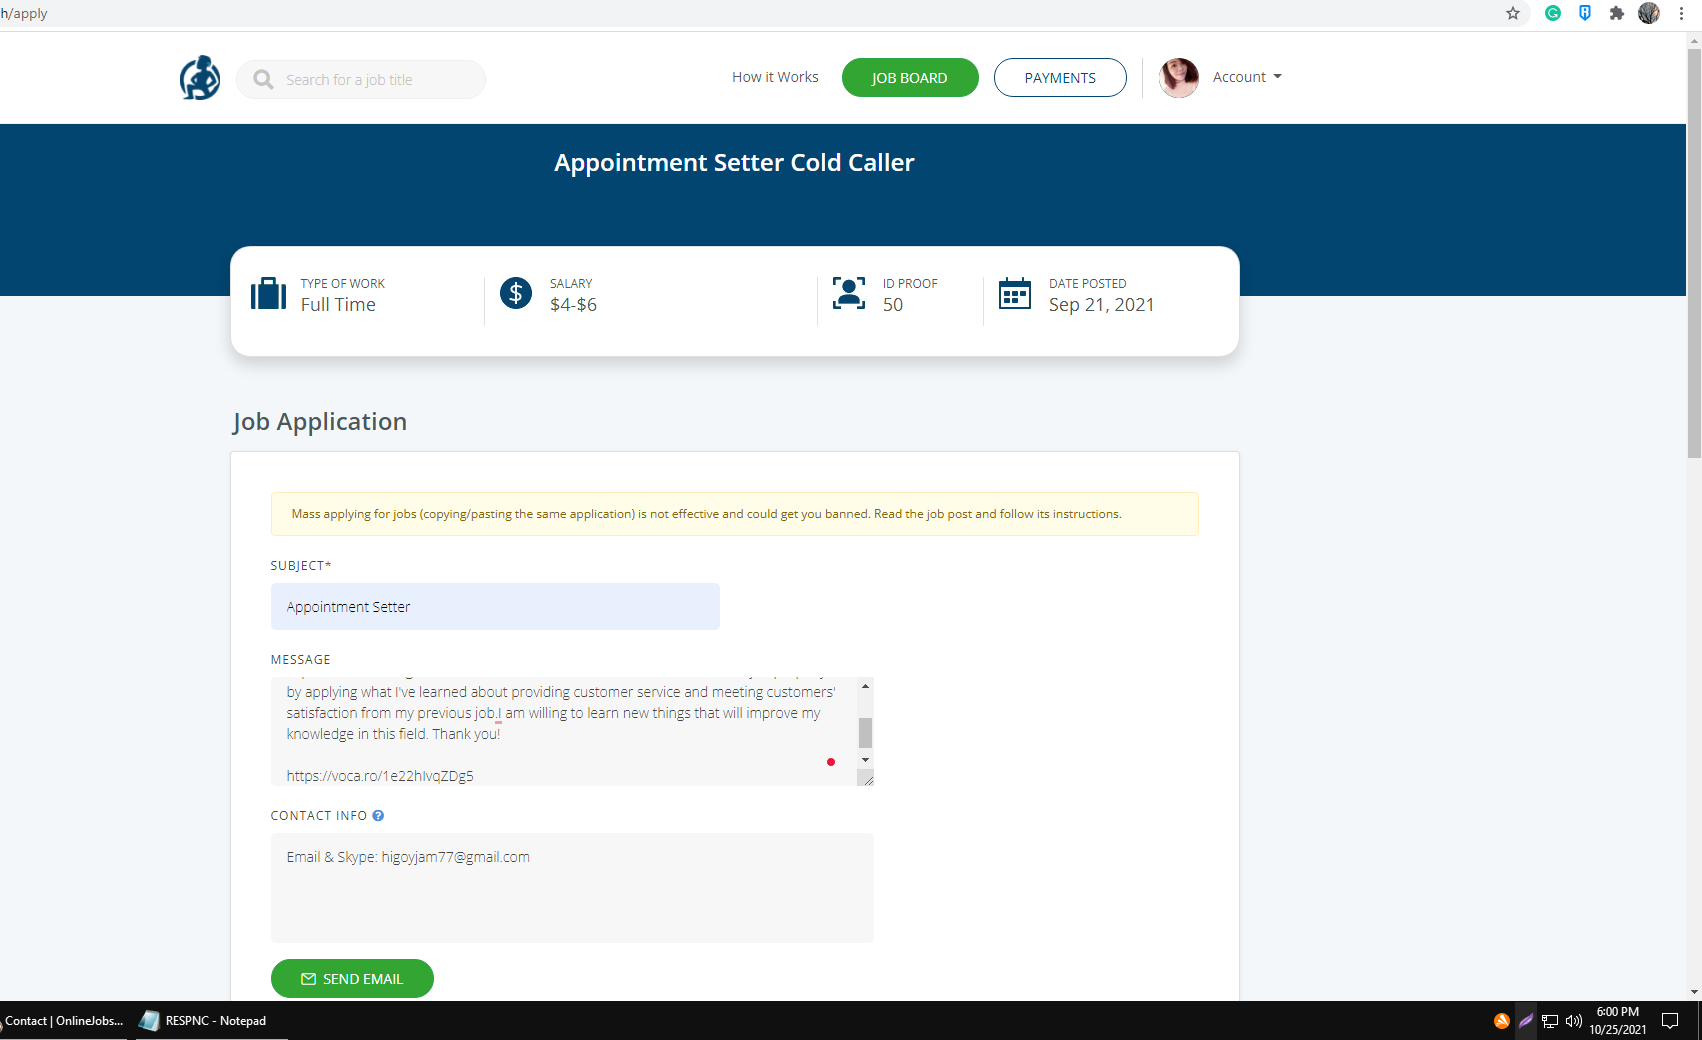 h/apply
Search for a job title
How it Works
JOB BOARD
PAYMENTS
Account
Appointment Setter Cold Caller
TYPE OF WORK
Full Time
SALARY
$4-$6
ID PROOF
50
DATE POSTED
Sep 21, 2021
Job Application
Mass applying for jobs (copying/pasting the same application) is not effective and could get you banned. Read the job post and follow its instructions.
SUBJECT*
Appointment Setter
MESSAGE
by applying what I've learned about providing customer service and meeting customers'
satisfaction from my previous job.I am willing to learn new things that will improve my
knowledge in this field. Thank you!
https://voca.ro/1e22hIvqZDg5
CONTACT INFO ?
Email & Skype: higoyjam77@gmail.com
SEND EMAIL
Contact | OnlineJobs...
RESPNC - Notepad
6:00 PM
10/25/2021